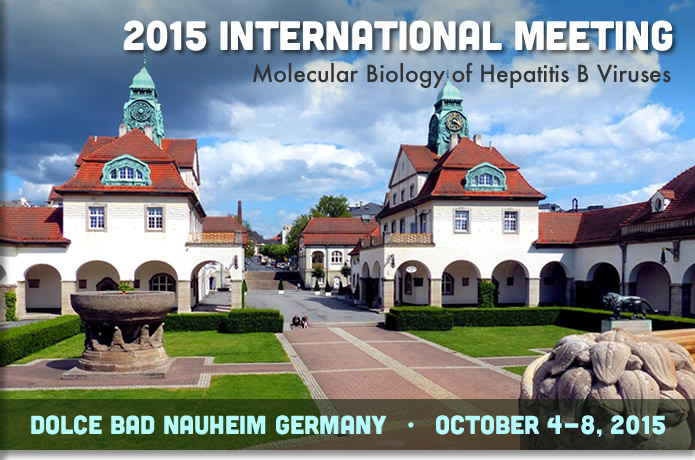 2015 INTERNATIONAL MEETING
Molecular Biology of Hepatitis B Viruses
DOLCE BAD NAUHEIM GERMANY • OCTOBER 4–8, 2015